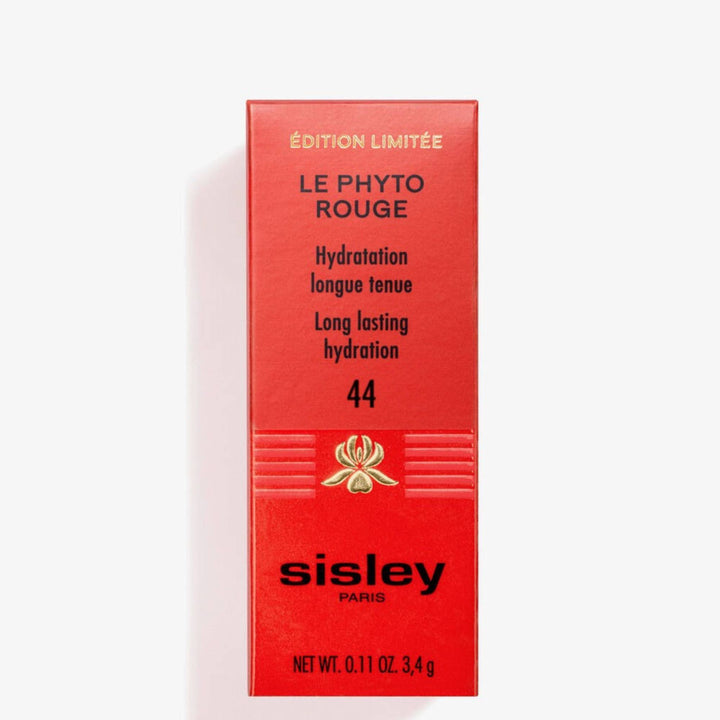 ÉDITION LIMITÉE
LE PHYTO
ROUGE
Hydratation
longue tenue
Long lasting
hydration
44
sisley
PARIS
NET WT. 0.11 OZ. 3,4 g